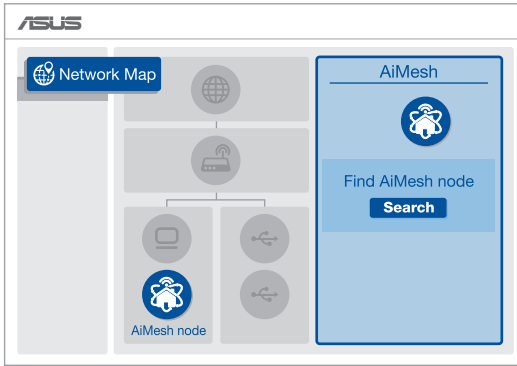 ASUS
Network Map
AiMesh
Find AiMesh node
Search
AiMesh node